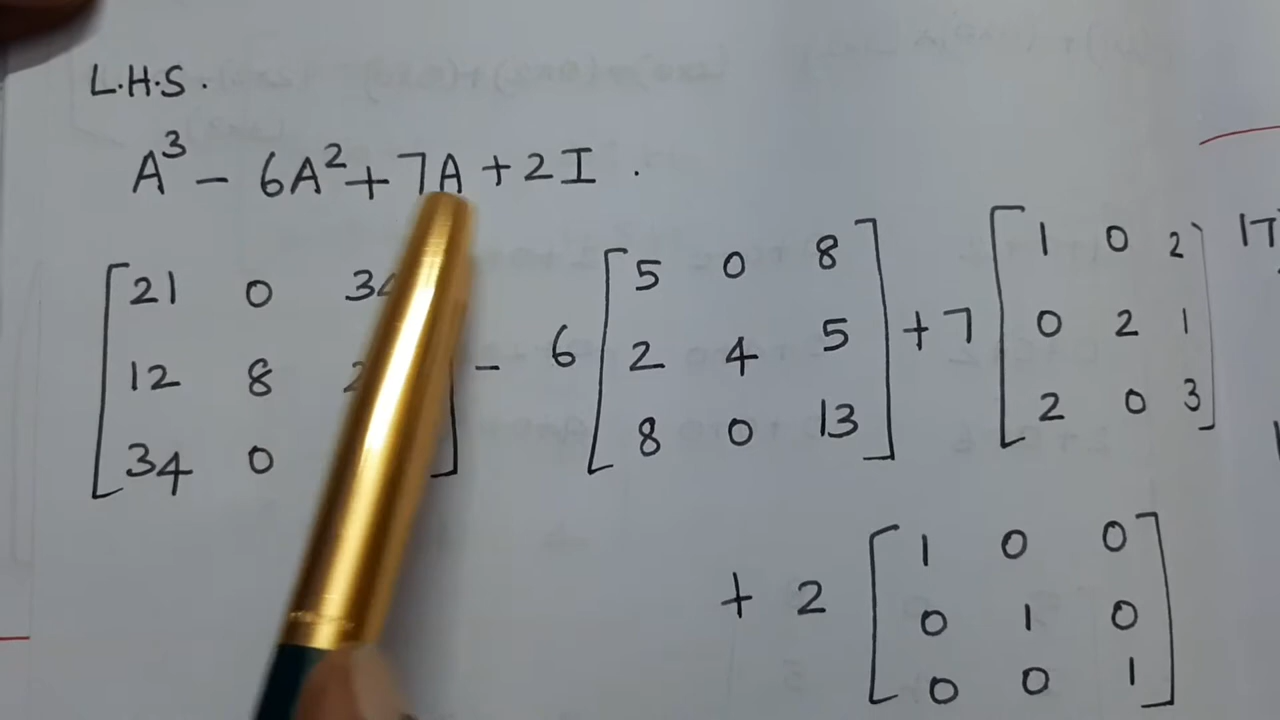 L.H.S.
A³ - 6A² + 7A + 2I .
[ 21 0 34 ] - 6 [ 5 0 8 ] + 7 [ 1 0 2 ] 17
[ 12 8 ] [ 2 4 5 ] [ 0 2 1 ]
[ 34 0 ] [ 8 0 13 ] [ 2 0 3 ]
+ 2 [ 1 0 0 ]
[ 0 1 0 ]
[ 0 0 1 ]